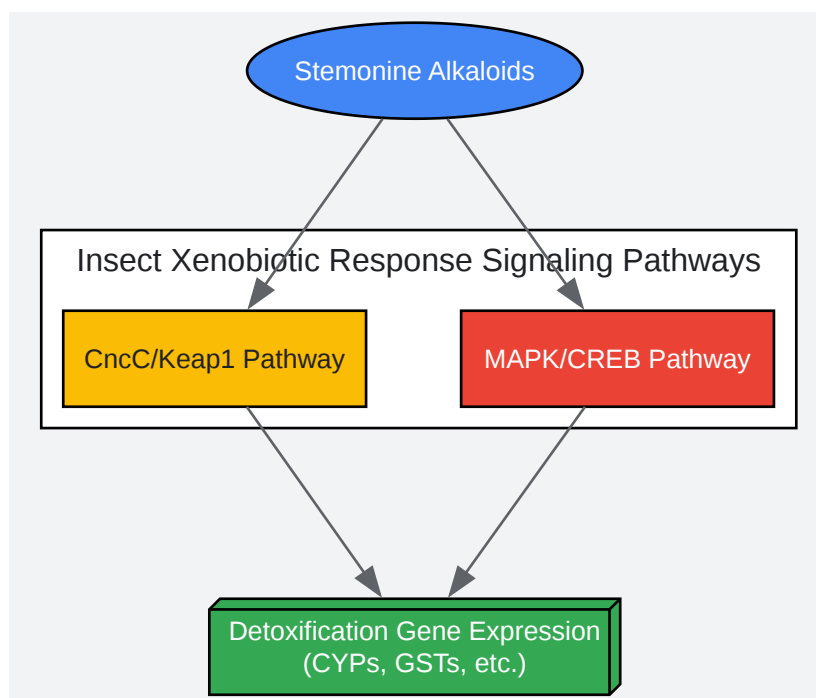 Stemonine Alkaloids
Insect Xenobiotic Response Signaling Pathways
CncC/Keap1 Pathway
MAPK/CREB Pathway
Detoxification Gene Expression
(CYPs, GSTs, etc.)